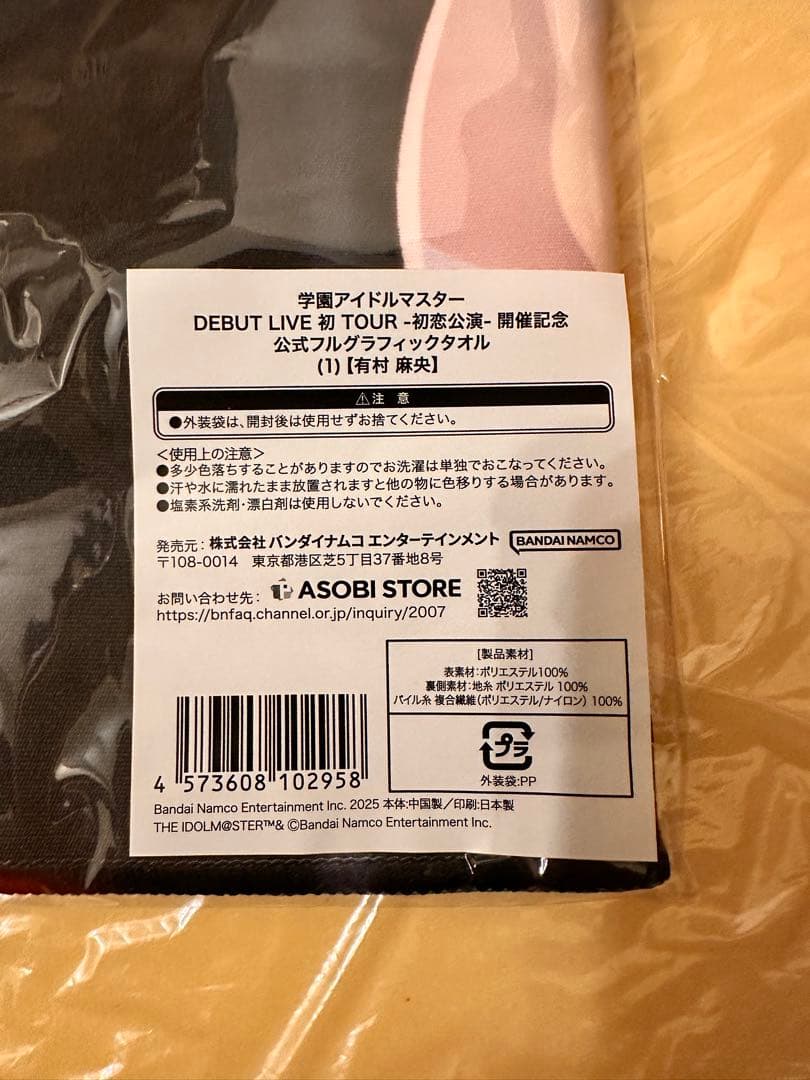 学園アイドルマスター
DEBUT LIVE 初 TOUR -初恋公演- 開催記念
公式フルグラフィックタオル
(1)【有村 麻央】
⚠注 意
●外装袋は、開封後は使用せずお捨てください。
＜使用上の注意＞
●多少色落ちすることがありますのでお洗濯は単独でおこなってください。
●汗や水に濡れたまま放置されますと他の物に色移りする場合があります。
●塩素系洗剤・漂白剤は使用しないでください。
発売元：株式会社 バンダイナムコ エンターテインメント BANDAI NAMCO
〒108-0014 東京都港区芝5丁目37番地8号
お問い合わせ先： ASOBI STORE
https://bnfaq.channel.or.jp/inquiry/2007
[製品素材]
表素材：ポリエステル100%
裏側素材：地糸 ポリエステル 100%
パイル糸 複合繊維（ポリエステル/ナイロン）100%
プラ
外装袋：PP
4 573608 102958
Bandai Namco Entertainment Inc. 2025 本体：中国製／印刷：日本製
THE IDOLM@STER™& ©Bandai Namco Entertainment Inc.